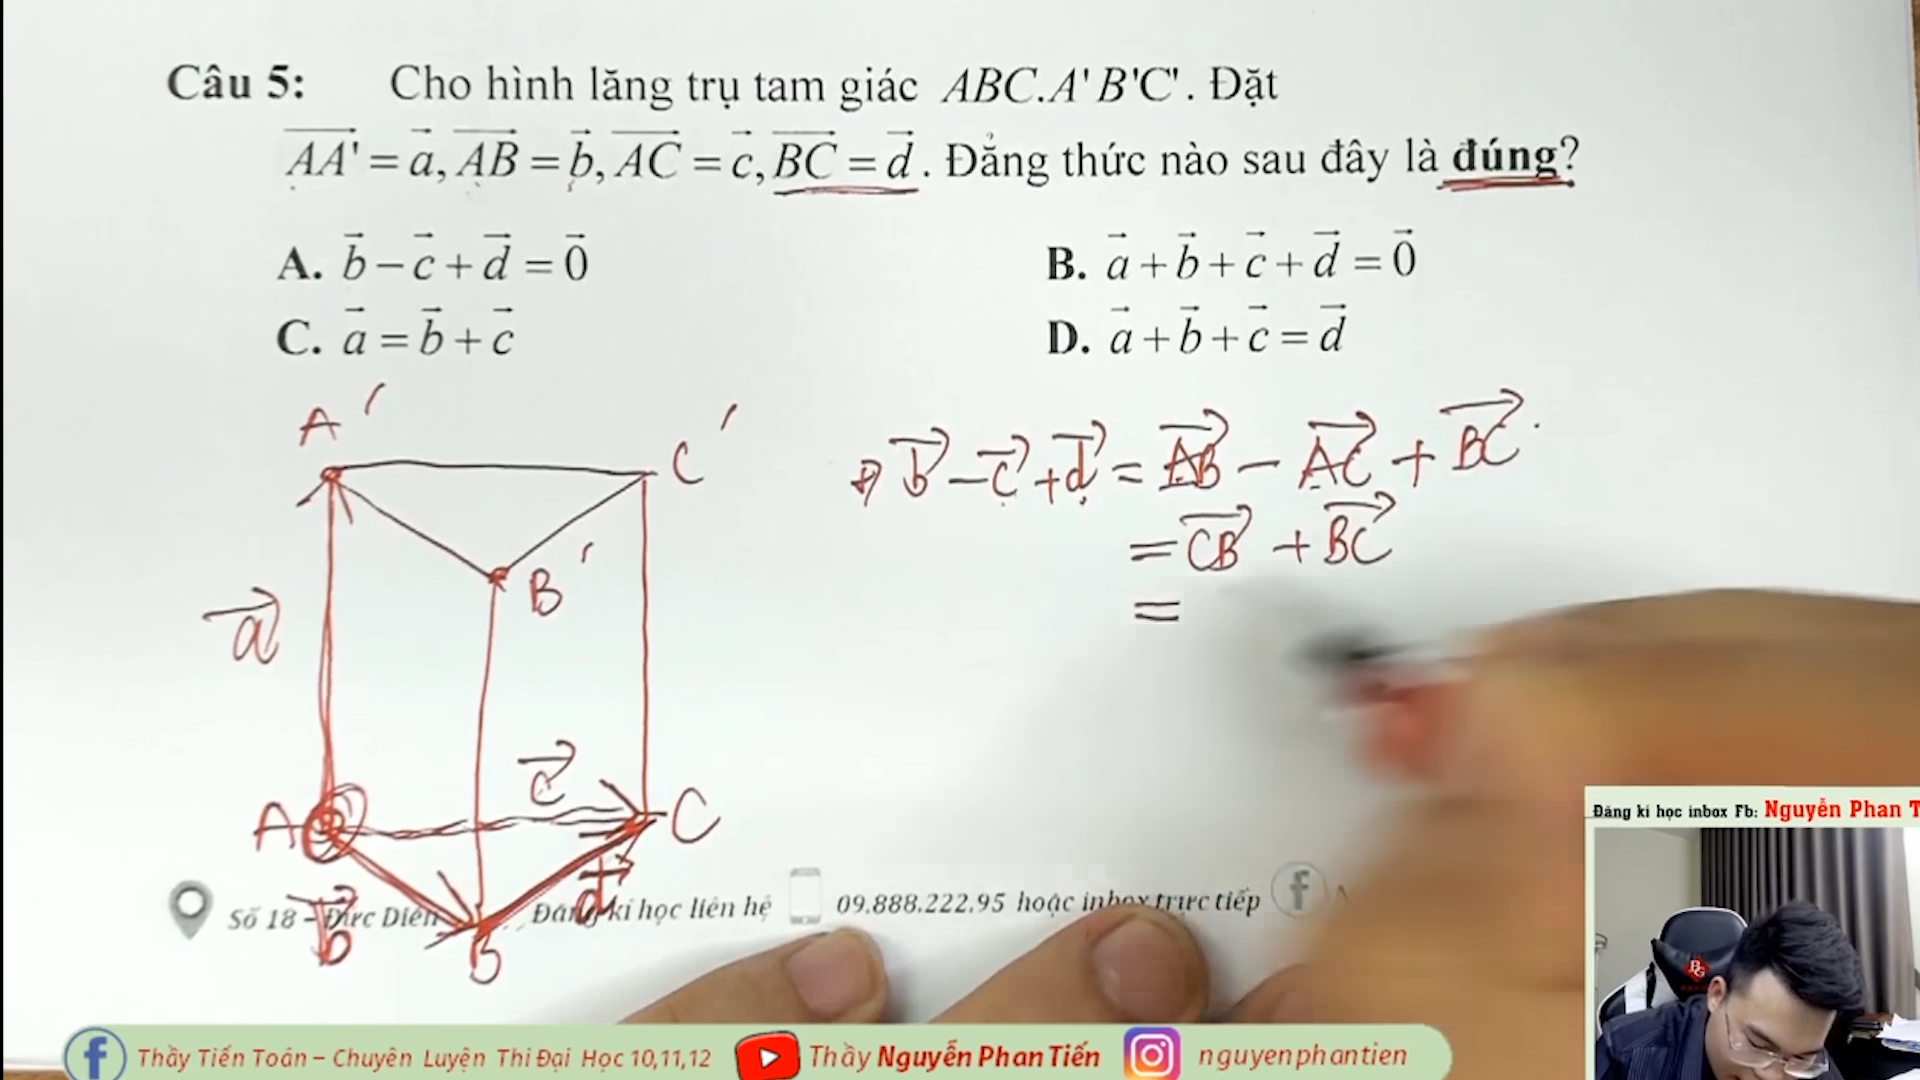 Câu 5: Cho hình lăng trụ tam giác ABC.A'B'C'. Đặt
AA' = a, AB = b, AC = c, BC = d. Đẳng thức nào sau đây là đúng?
A. b − c + d = 0
B. a + b + c + d = 0
C. a = b + c
D. a + b + c = d
A'
C'
B'
a
A
c
C
b
d
B
b − c + d = AB − AC + BC
= CB + BC
=
Số 18 - Đức Diễn
Đăng kí học liên hệ
09.888.222.95 hoặc inbox trực tiếp
Đăng kí học inbox Fb: Nguyễn Phan T
Thầy Tiến Toán – Chuyên Luyện Thi Đại Học 10,11,12
Thầy Nguyễn Phan Tiến
nguyenphantien